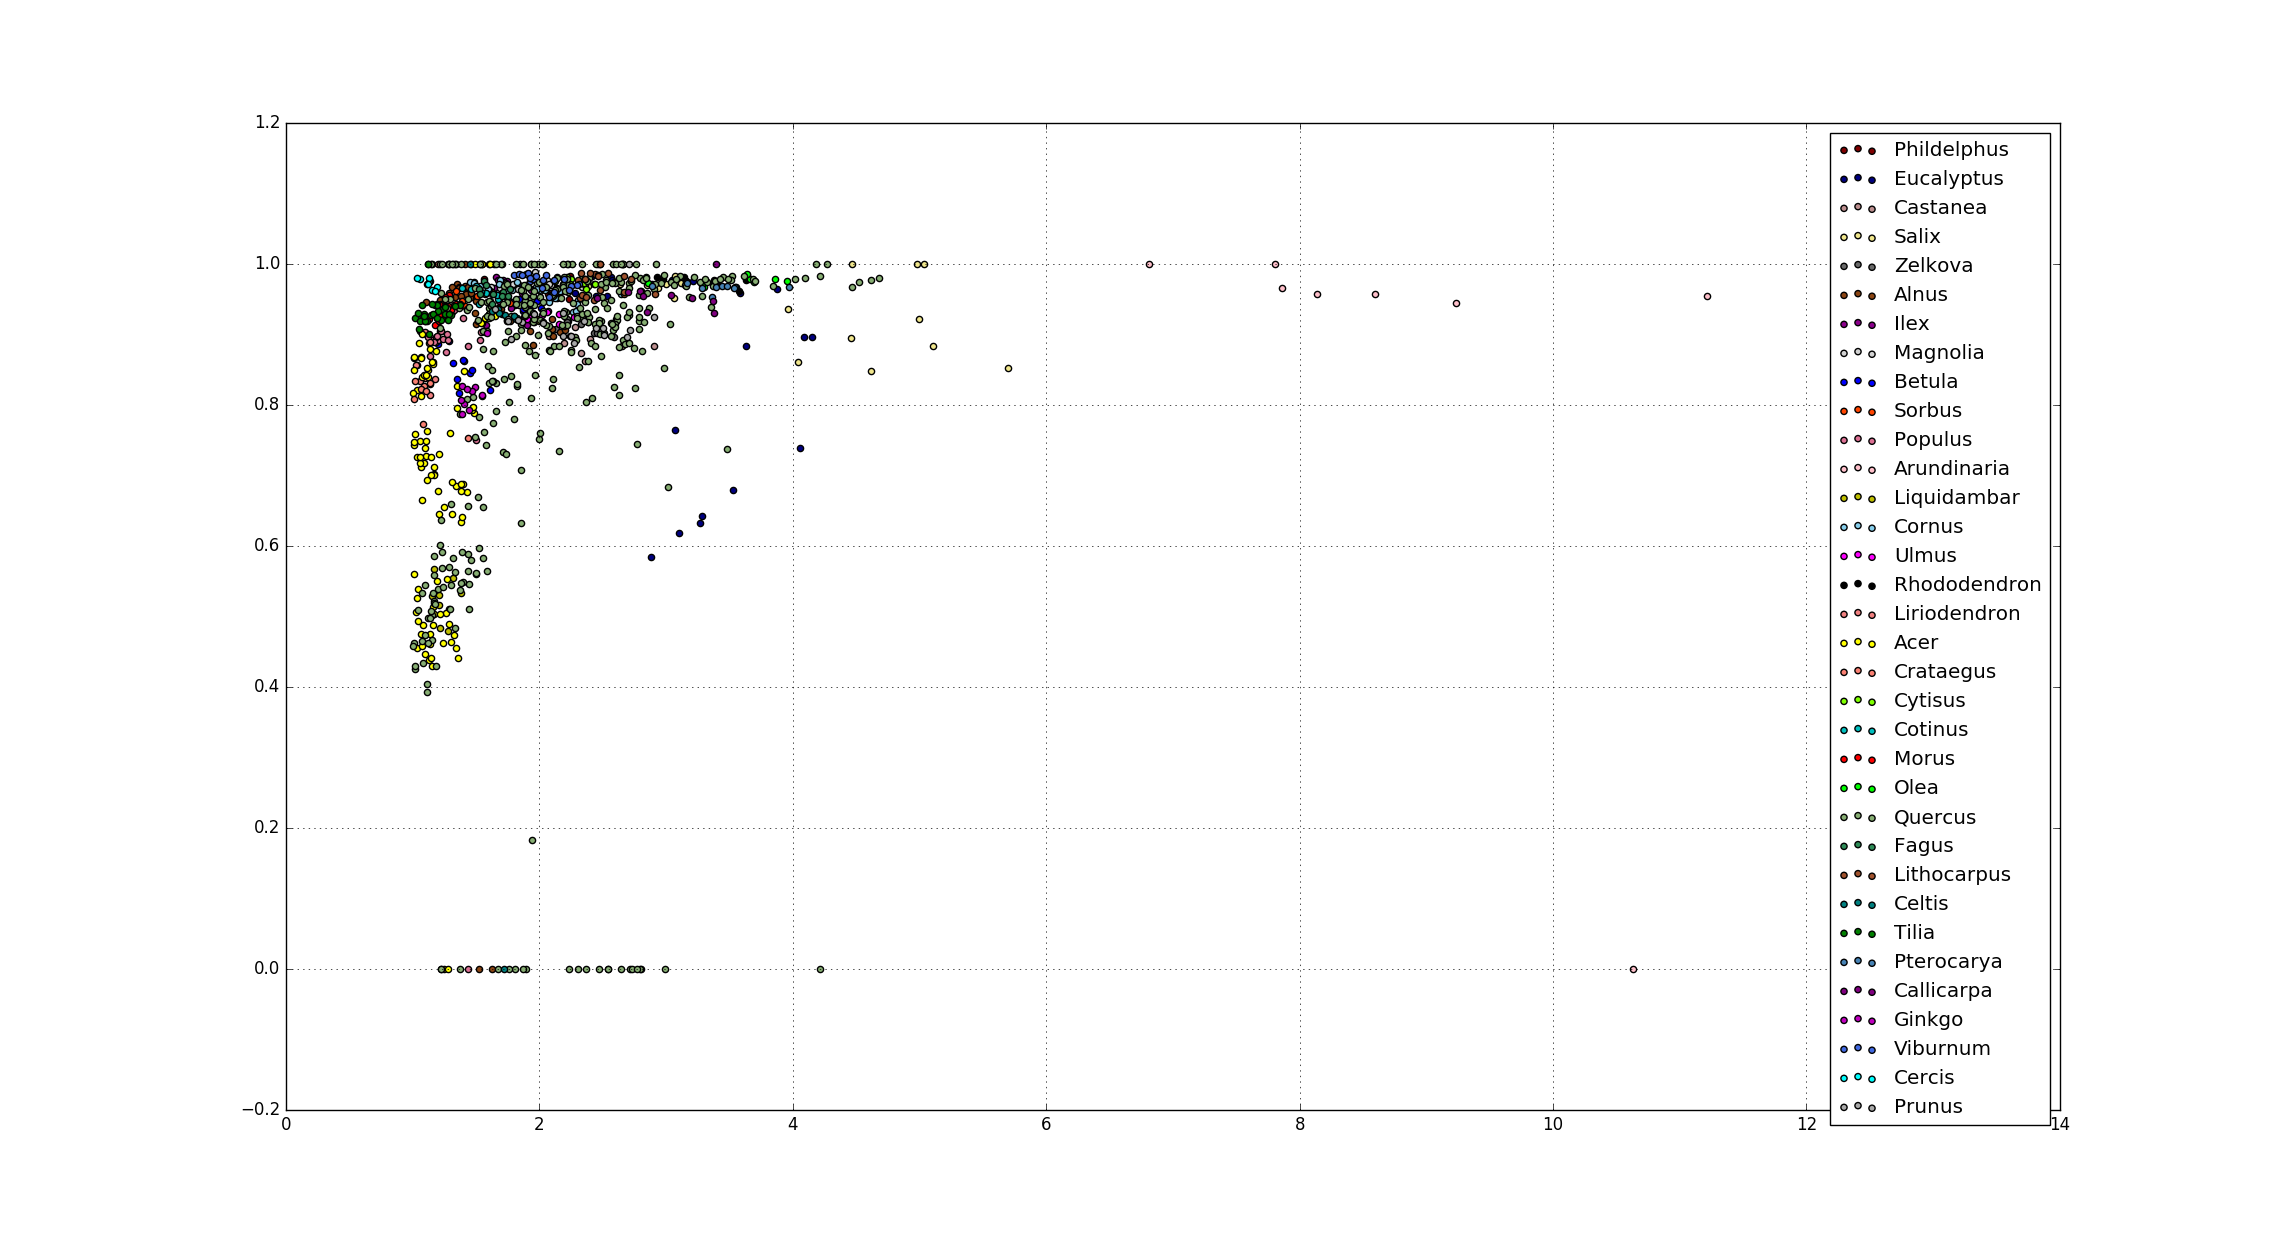 1.2
1.0
0.8
0.6
0.4
0.2
0.0
−0.2
0 2 4 6 8 10 12 14
Phildelphus
Eucalyptus
Castanea
Salix
Zelkova
Alnus
Ilex
Magnolia
Betula
Sorbus
Populus
Arundinaria
Liquidambar
Cornus
Ulmus
Rhododendron
Liriodendron
Acer
Crataegus
Cytisus
Cotinus
Morus
Olea
Quercus
Fagus
Lithocarpus
Celtis
Tilia
Pterocarya
Callicarpa
Ginkgo
Viburnum
Cercis
Prunus